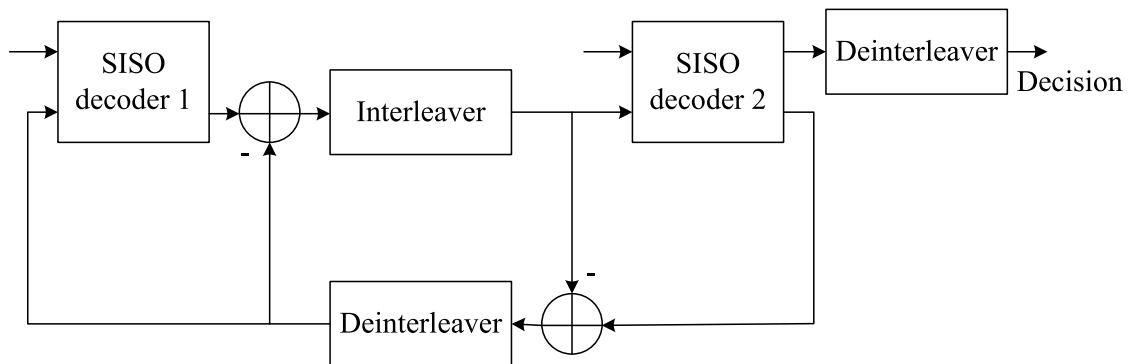 SISO
decoder 1
-
Interleaver
SISO
decoder 2
Deinterleaver
Decision
-
Deinterleaver